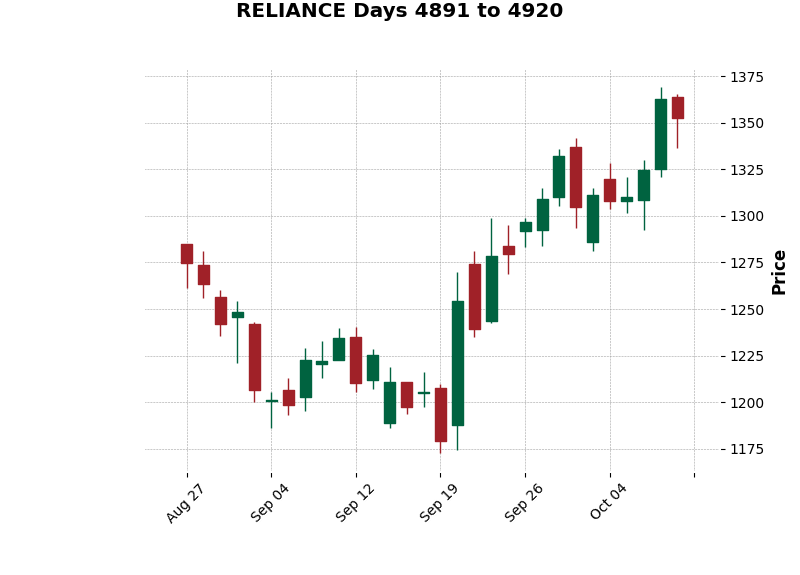 RELIANCE Days 4891 to 4920
1375
1350
1325
1300
1275
1250
1225
1200
1175
Price
Aug 27
Sep 04
Sep 12
Sep 19
Sep 26
Oct 04